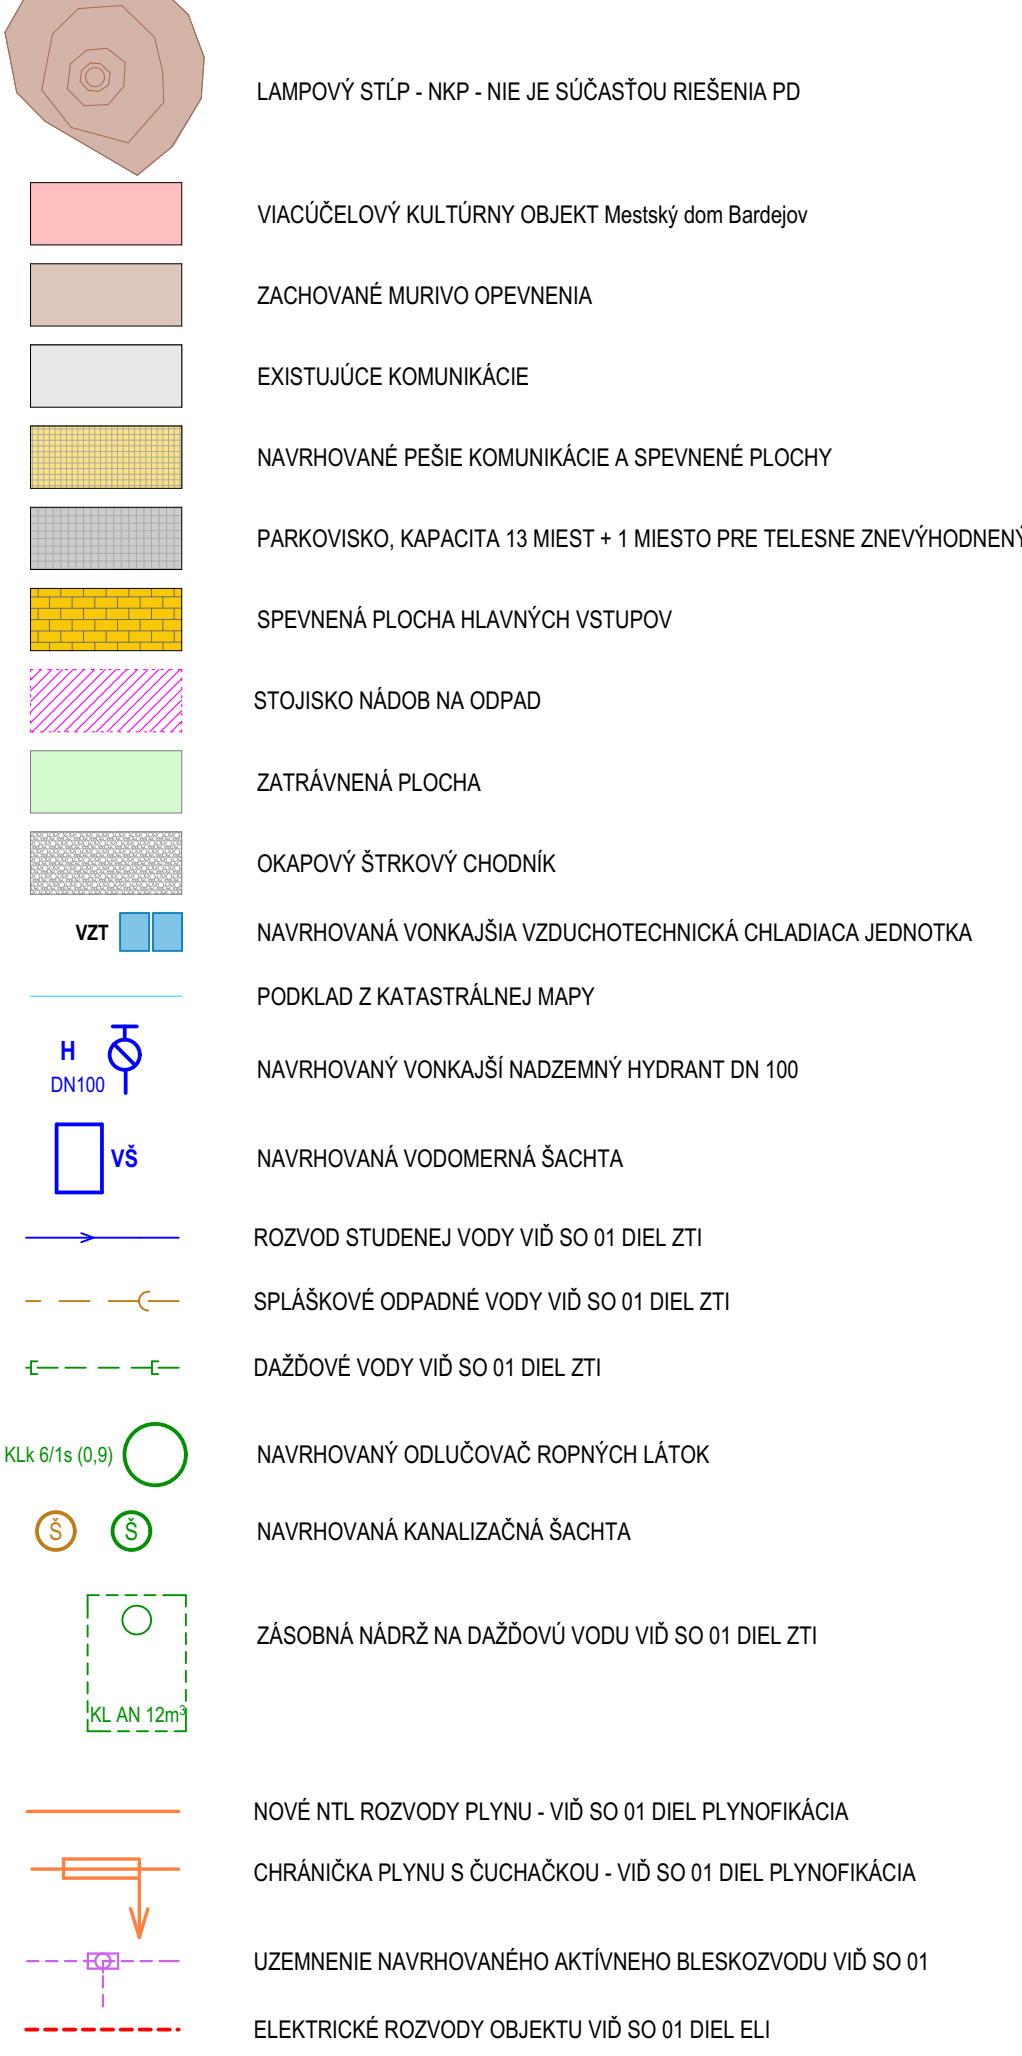 LAMPOVÝ STĹP - NKP - NIE JE SÚČASŤOU RIEŠENIA PD
VIACÚČELOVÝ KULTÚRNY OBJEKT Mestský dom Bardejov
ZACHOVANÉ MURIVO OPEVNENIA
EXISTUJÚCE KOMUNIKÁCIE
NAVRHOVANÉ PEŠIE KOMUNIKÁCIE A SPEVNENÉ PLOCHY
PARKOVISKO, KAPACITA 13 MIEST + 1 MIESTO PRE TELESNE ZNEVÝHODNENÝ
SPEVNENÁ PLOCHA HLAVNÝCH VSTUPOV
STOJISKO NÁDOB NA ODPAD
ZATRÁVNENÁ PLOCHA
OKAPOVÝ ŠTRKOVÝ CHODNÍK
VZT NAVRHOVANÁ VONKAJŠIA VZDUCHOTECHNICKÁ CHLADIACA JEDNOTKA
PODKLAD Z KATASTRÁLNEJ MAPY
H
DN100
NAVRHOVANÝ VONKAJŠÍ NADZEMNÝ HYDRANT DN 100
VŠ NAVRHOVANÁ VODOMERNÁ ŠACHTA
ROZVOD STUDENEJ VODY VIĎ SO 01 DIEL ZTI
SPLÁŠKOVÉ ODPADNÉ VODY VIĎ SO 01 DIEL ZTI
DAŽĎOVÉ VODY VIĎ SO 01 DIEL ZTI
KLk 6/1s (0,9) NAVRHOVANÝ ODLUČOVAČ ROPNÝCH LÁTOK
Š Š NAVRHOVANÁ KANALIZAČNÁ ŠACHTA
ZÁSOBNÁ NÁDRŽ NA DAŽĎOVÚ VODU VIĎ SO 01 DIEL ZTI
KL AN 12m³
NOVÉ NTL ROZVODY PLYNU - VIĎ SO 01 DIEL PLYNOFIKÁCIA
CHRÁNIČKA PLYNU S ČUCHAČKOU - VIĎ SO 01 DIEL PLYNOFIKÁCIA
UZEMNENIE NAVRHOVANÉHO AKTÍVNEHO BLESKOZVODU VIĎ SO 01
ELEKTRICKÉ ROZVODY OBJEKTU VIĎ SO 01 DIEL ELI